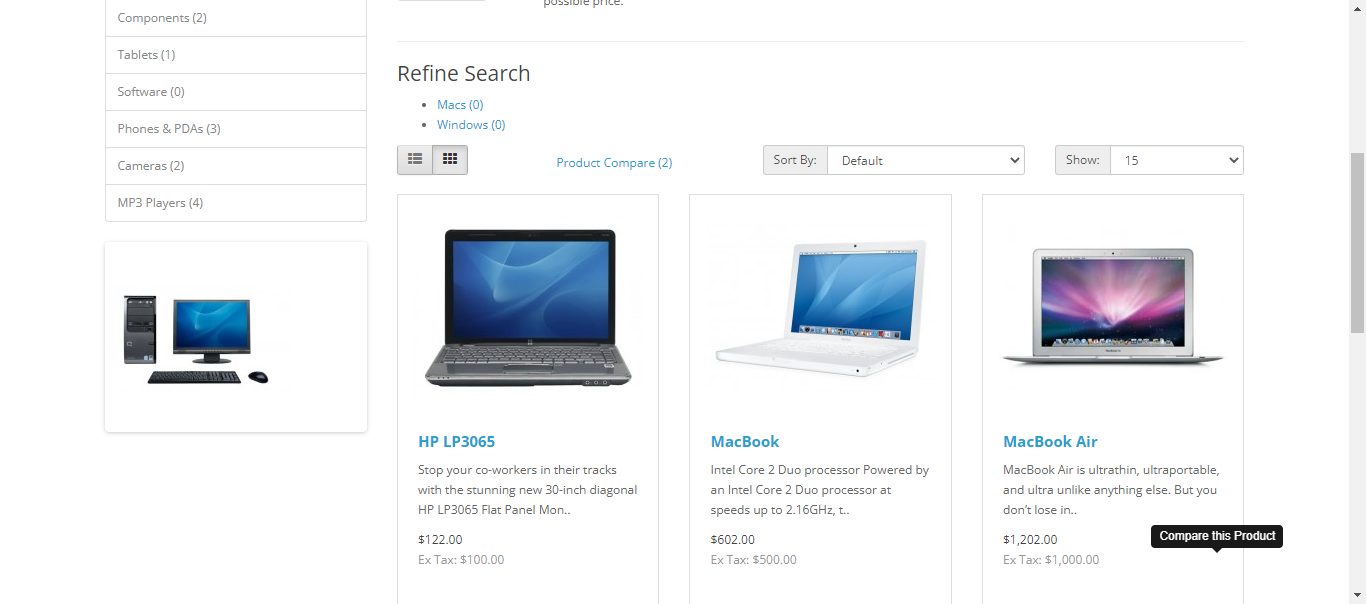 possible price.
Components (2)
Tablets (1)
Software (0)
Phones & PDAs (3)
Cameras (2)
MP3 Players (4)
Refine Search
Macs (0)
Windows (0)
Product Compare (2)
Sort By:
Default
Show:
15
HP LP3065
Stop your co-workers in their tracks
with the stunning new 30-inch diagonal
HP LP3065 Flat Panel Mon..
$122.00
Ex Tax: $100.00
MacBook
Intel Core 2 Duo processor Powered by
an Intel Core 2 Duo processor at
speeds up to 2.16GHz, t..
$602.00
Ex Tax: $500.00
MacBook Air
MacBook Air is ultrathin, ultraportable,
and ultra unlike anything else. But you
don’t lose in..
$1,202.00
Ex Tax: $1,000.00
Compare this Product